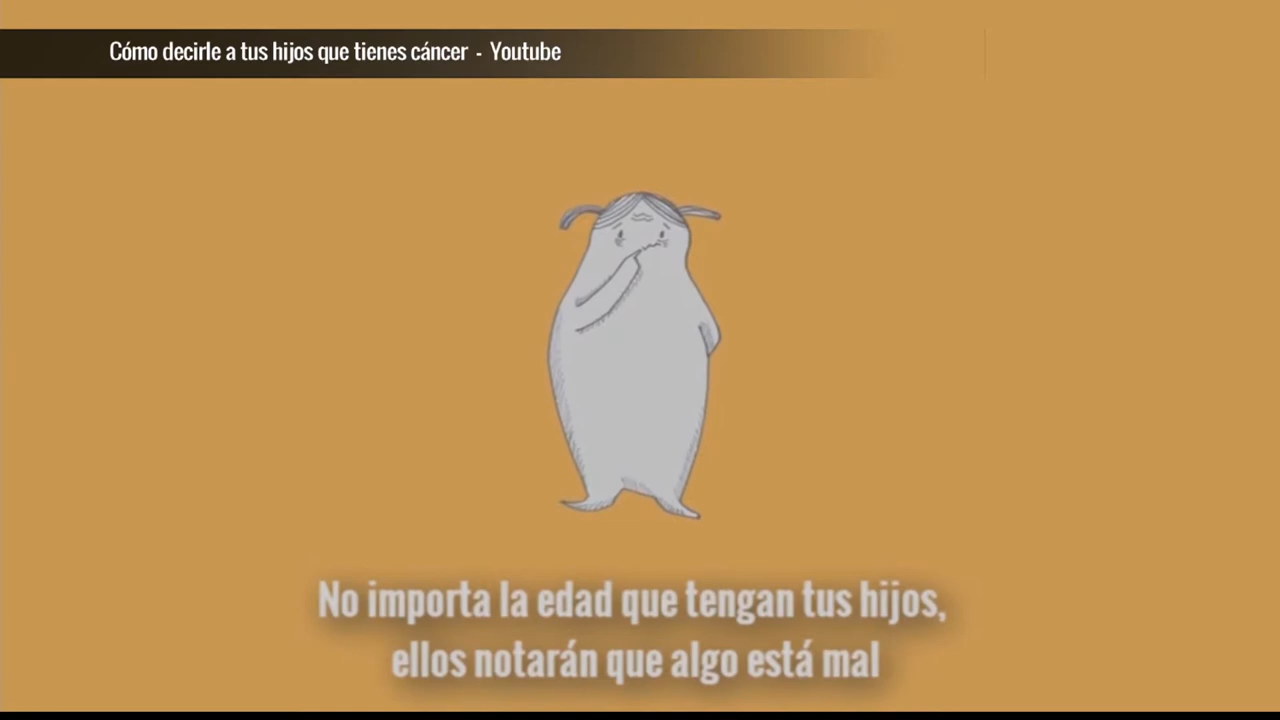 Cómo decirle a tus hijos que tienes cáncer - Youtube
No importa la edad que tengan tus hijos,
ellos notarán que algo está mal